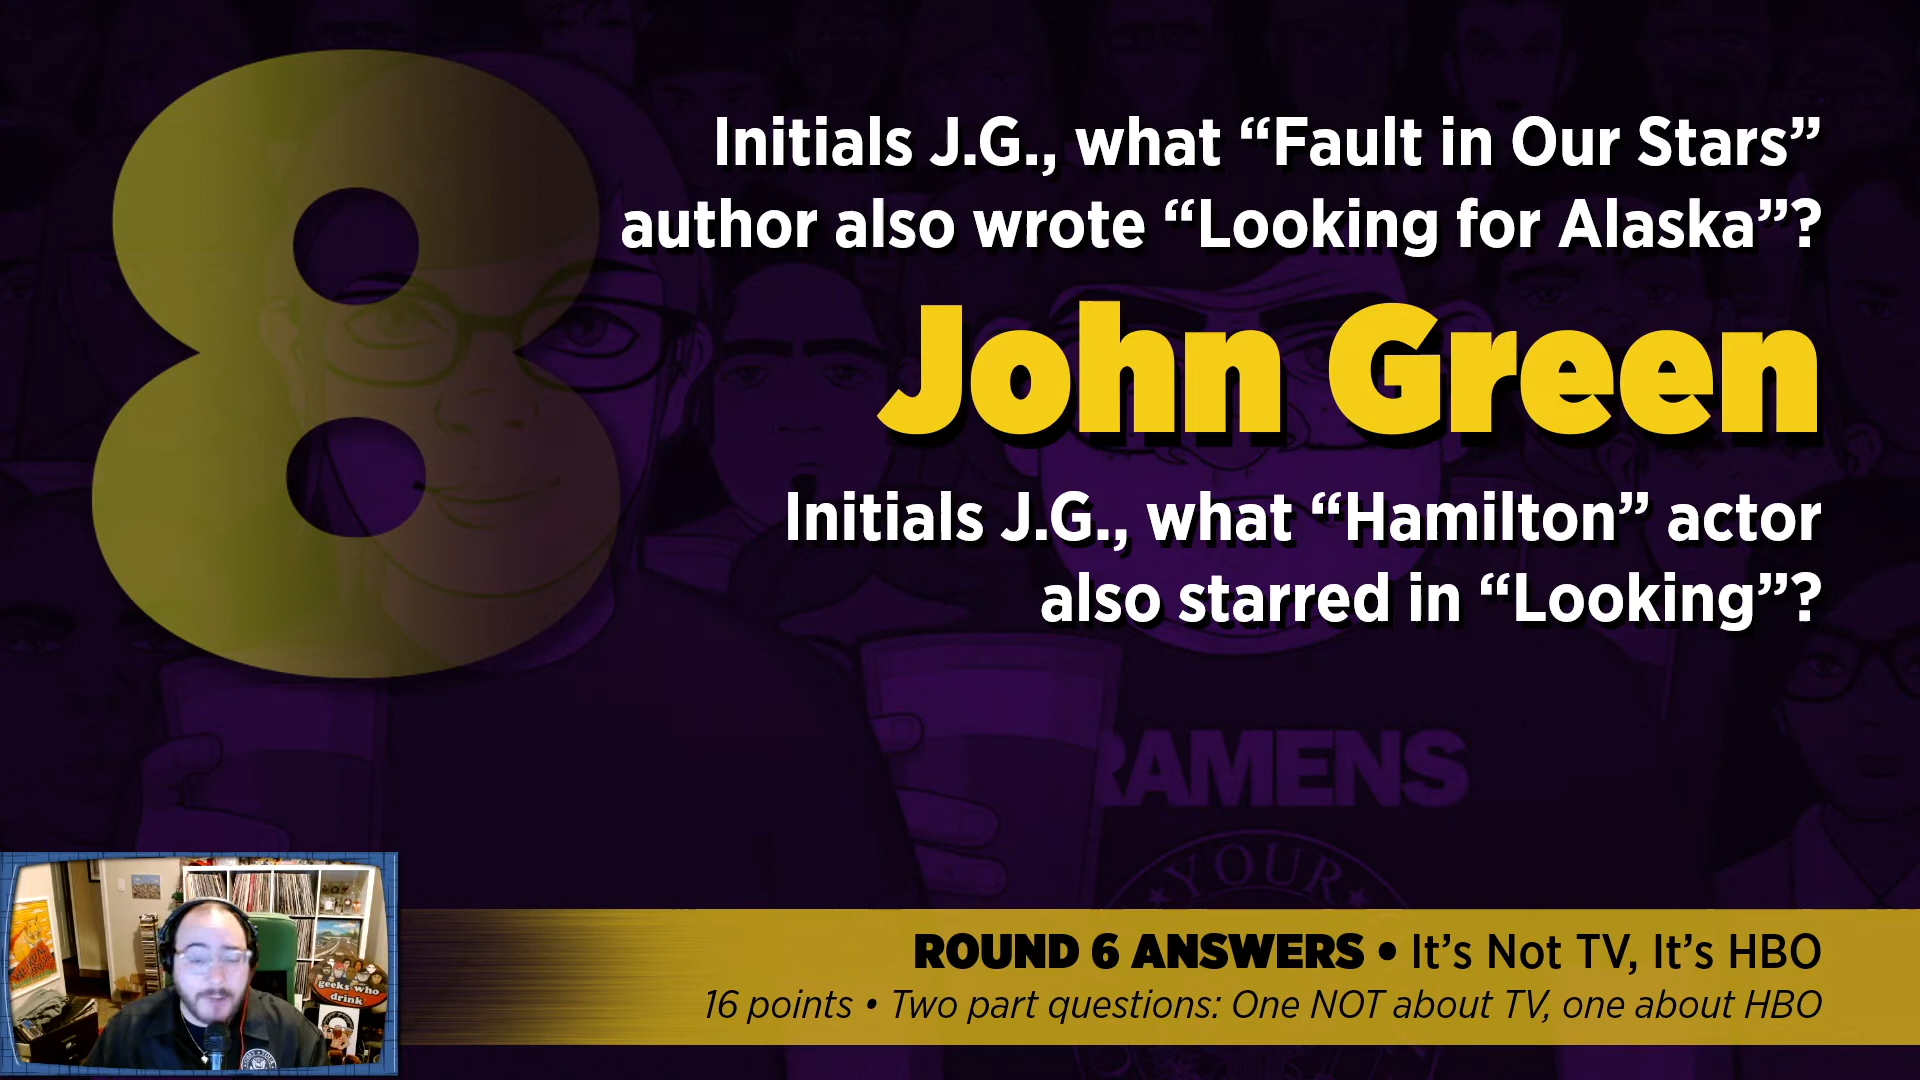 8
Initials J.G., what “Fault in Our Stars”
author also wrote “Looking for Alaska”?
John Green
Initials J.G., what “Hamilton” actor
also starred in “Looking”?
RAMENS
YOUR
geeks who
drink
ROUND 6 ANSWERS • It’s Not TV, It’s HBO
16 points • Two part questions: One NOT about TV, one about HBO